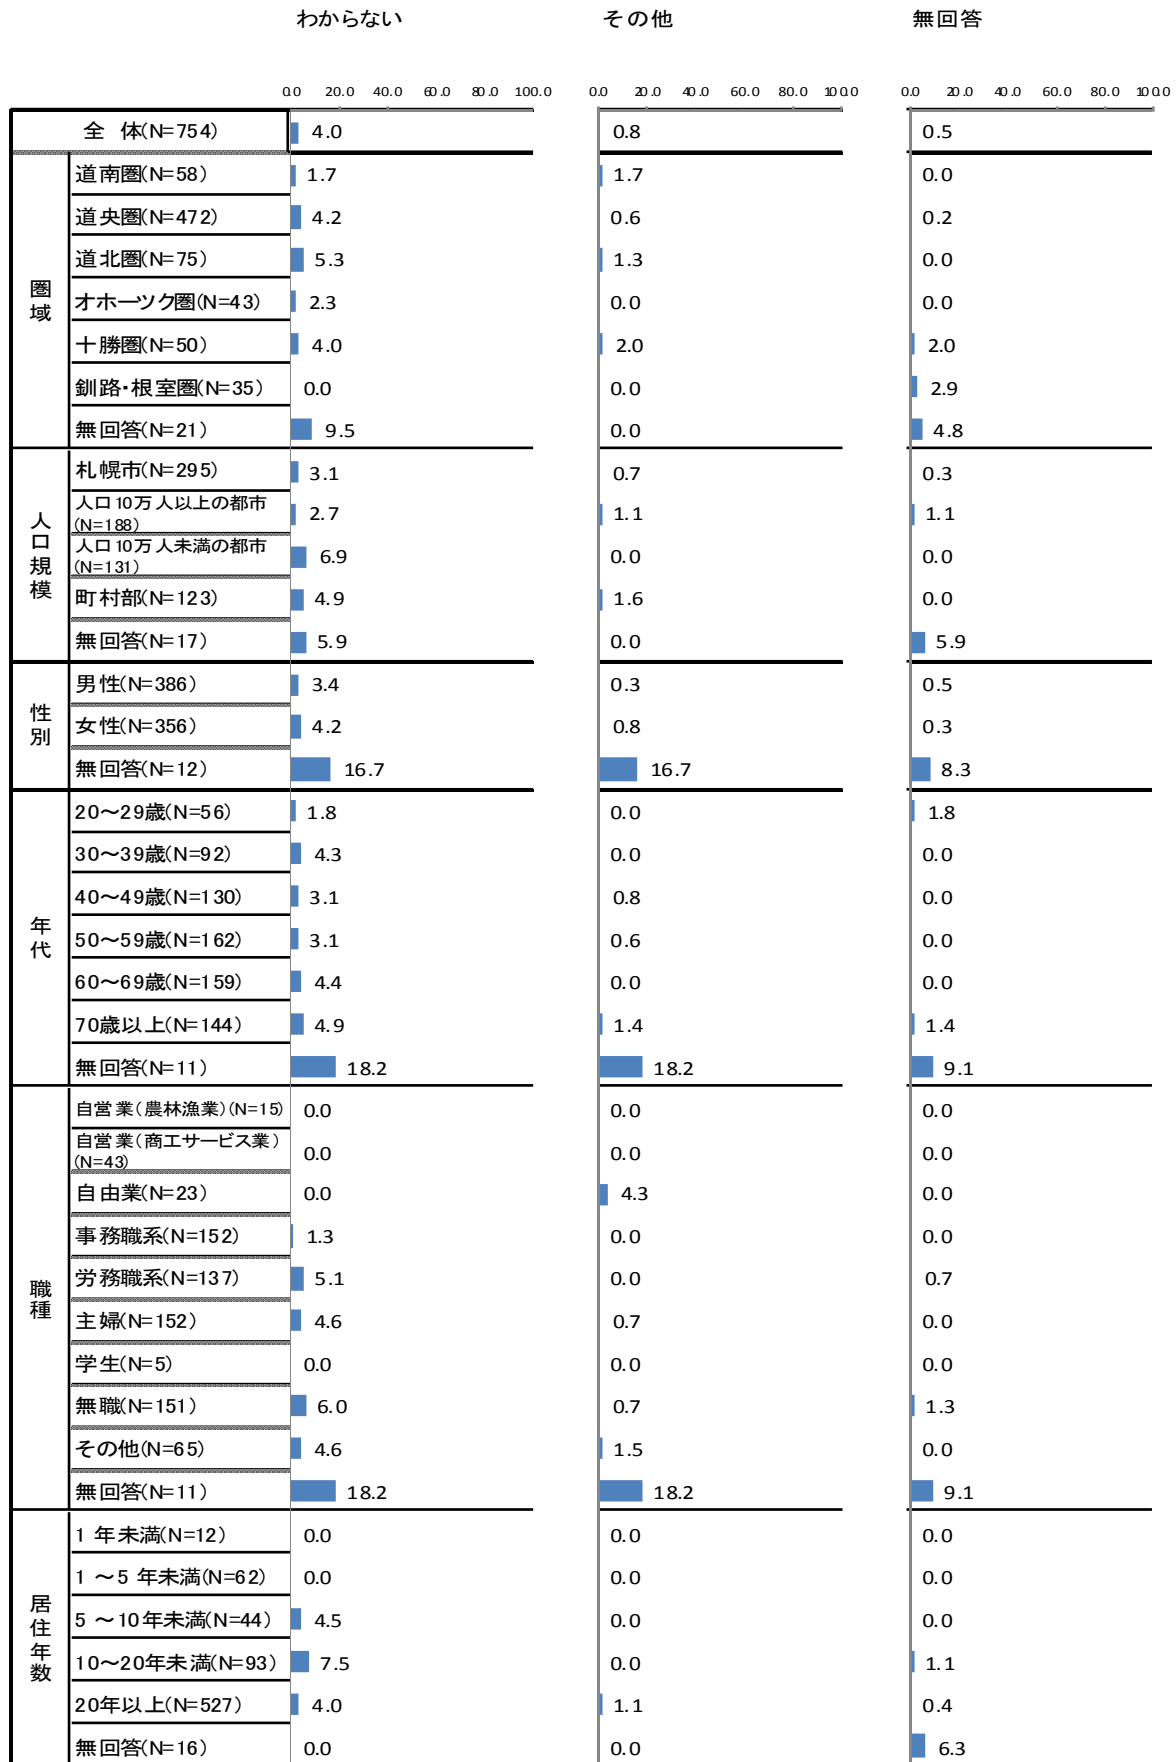 わからない その他 無回答
0.0 20.0 40.0 60.0 80.0 100.0 0.0 20.0 40.0 60.0 80.0 100.0 0.0 20.0 40.0 60.0 80.0 100.0
全 体(N=754) 4.0 0.8 0.5
圏域
道南圏(N=58) 1.7 1.7 0.0
道央圏(N=472) 4.2 0.6 0.2
道北圏(N=75) 5.3 1.3 0.0
オホーツク圏(N=43) 2.3 0.0 0.0
十勝圏(N=50) 4.0 2.0 2.0
釧路・根室圏(N=35) 0.0 0.0 2.9
無回答(N=21) 9.5 0.0 4.8
人口規模
札幌市(N=295) 3.1 0.7 0.3
人口10万人以上の都市
(N=188) 2.7 1.1 1.1
人口10万人未満の都市
(N=131) 6.9 0.0 0.0
町村部(N=123) 4.9 1.6 0.0
無回答(N=17) 5.9 0.0 5.9
性別
男性(N=386) 3.4 0.3 0.5
女性(N=356) 4.2 0.8 0.3
無回答(N=12) 16.7 16.7 8.3
年代
20～29歳(N=56) 1.8 0.0 1.8
30～39歳(N=92) 4.3 0.0 0.0
40～49歳(N=130) 3.1 0.8 0.0
50～59歳(N=162) 3.1 0.6 0.0
60～69歳(N=159) 4.4 0.0 0.0
70歳以上(N=144) 4.9 1.4 1.4
無回答(N=11) 18.2 18.2 9.1
職種
自営業(農林漁業)(N=15) 0.0 0.0 0.0
自営業(商工サービス業)
(N=43) 0.0 0.0 0.0
自由業(N=23) 0.0 4.3 0.0
事務職系(N=152) 1.3 0.0 0.0
労務職系(N=137) 5.1 0.0 0.7
主婦(N=152) 4.6 0.7 0.0
学生(N=5) 0.0 0.0 0.0
無職(N=151) 6.0 0.7 1.3
その他(N=65) 4.6 1.5 0.0
無回答(N=11) 18.2 18.2 9.1
居住年数
1 年未満(N=12) 0.0 0.0 0.0
1 ～5 年未満(N=62) 0.0 0.0 0.0
5 ～10年未満(N=44) 4.5 0.0 0.0
10～20年未満(N=93) 7.5 0.0 1.1
20年以上(N=527) 4.0 1.1 0.4
無回答(N=16) 0.0 0.0 6.3